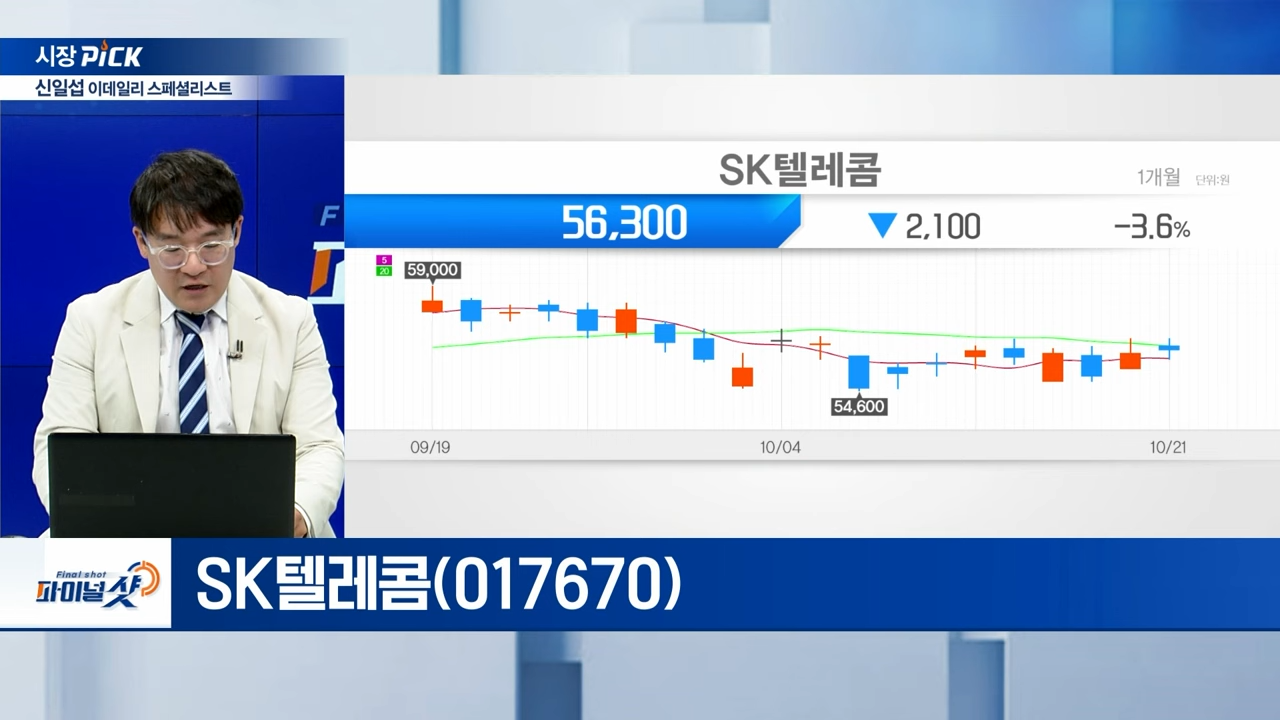 시장 PiCK
신일섭 이데일리 스페셜리스트
F
SK텔레콤
1개월 단위:원
56,300 ▼ 2,100 -3.6%
5
20
59,000
54,600
09/19 10/04 10/21
Final shot
파이널샷
SK텔레콤(017670)